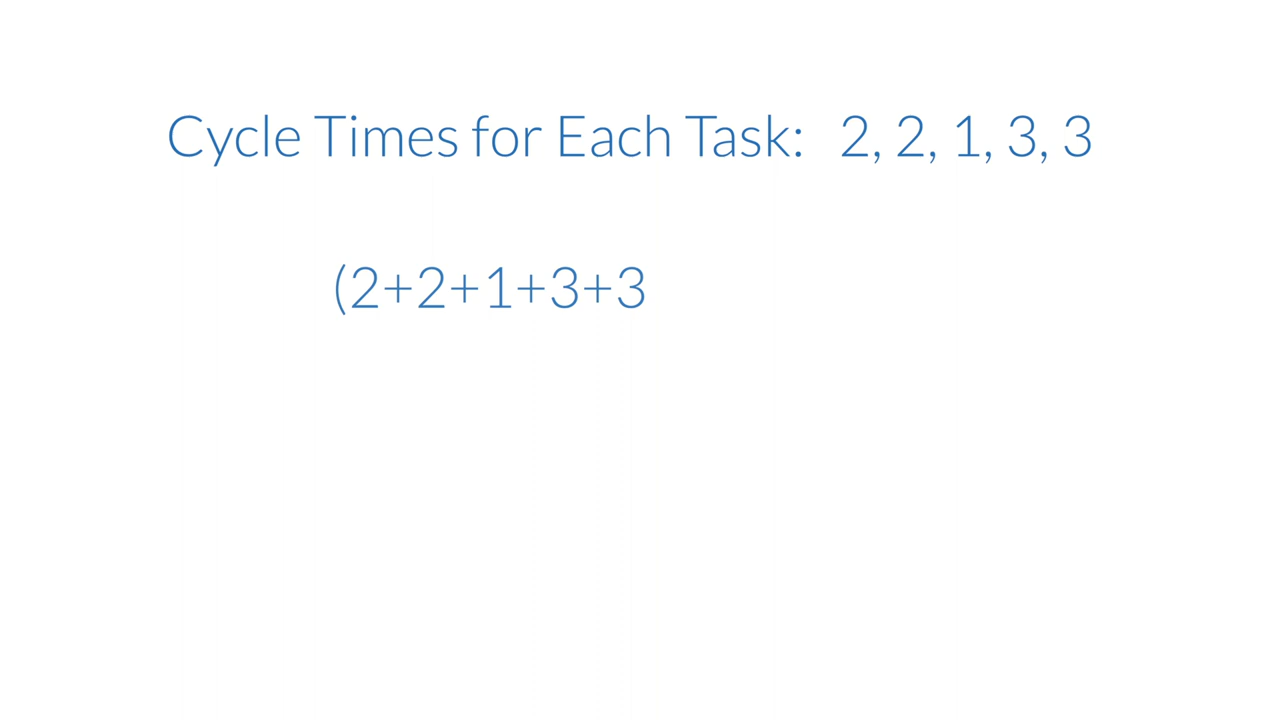 Cycle Times for Each Task: 2, 2, 1, 3, 3
(2+2+1+3+3